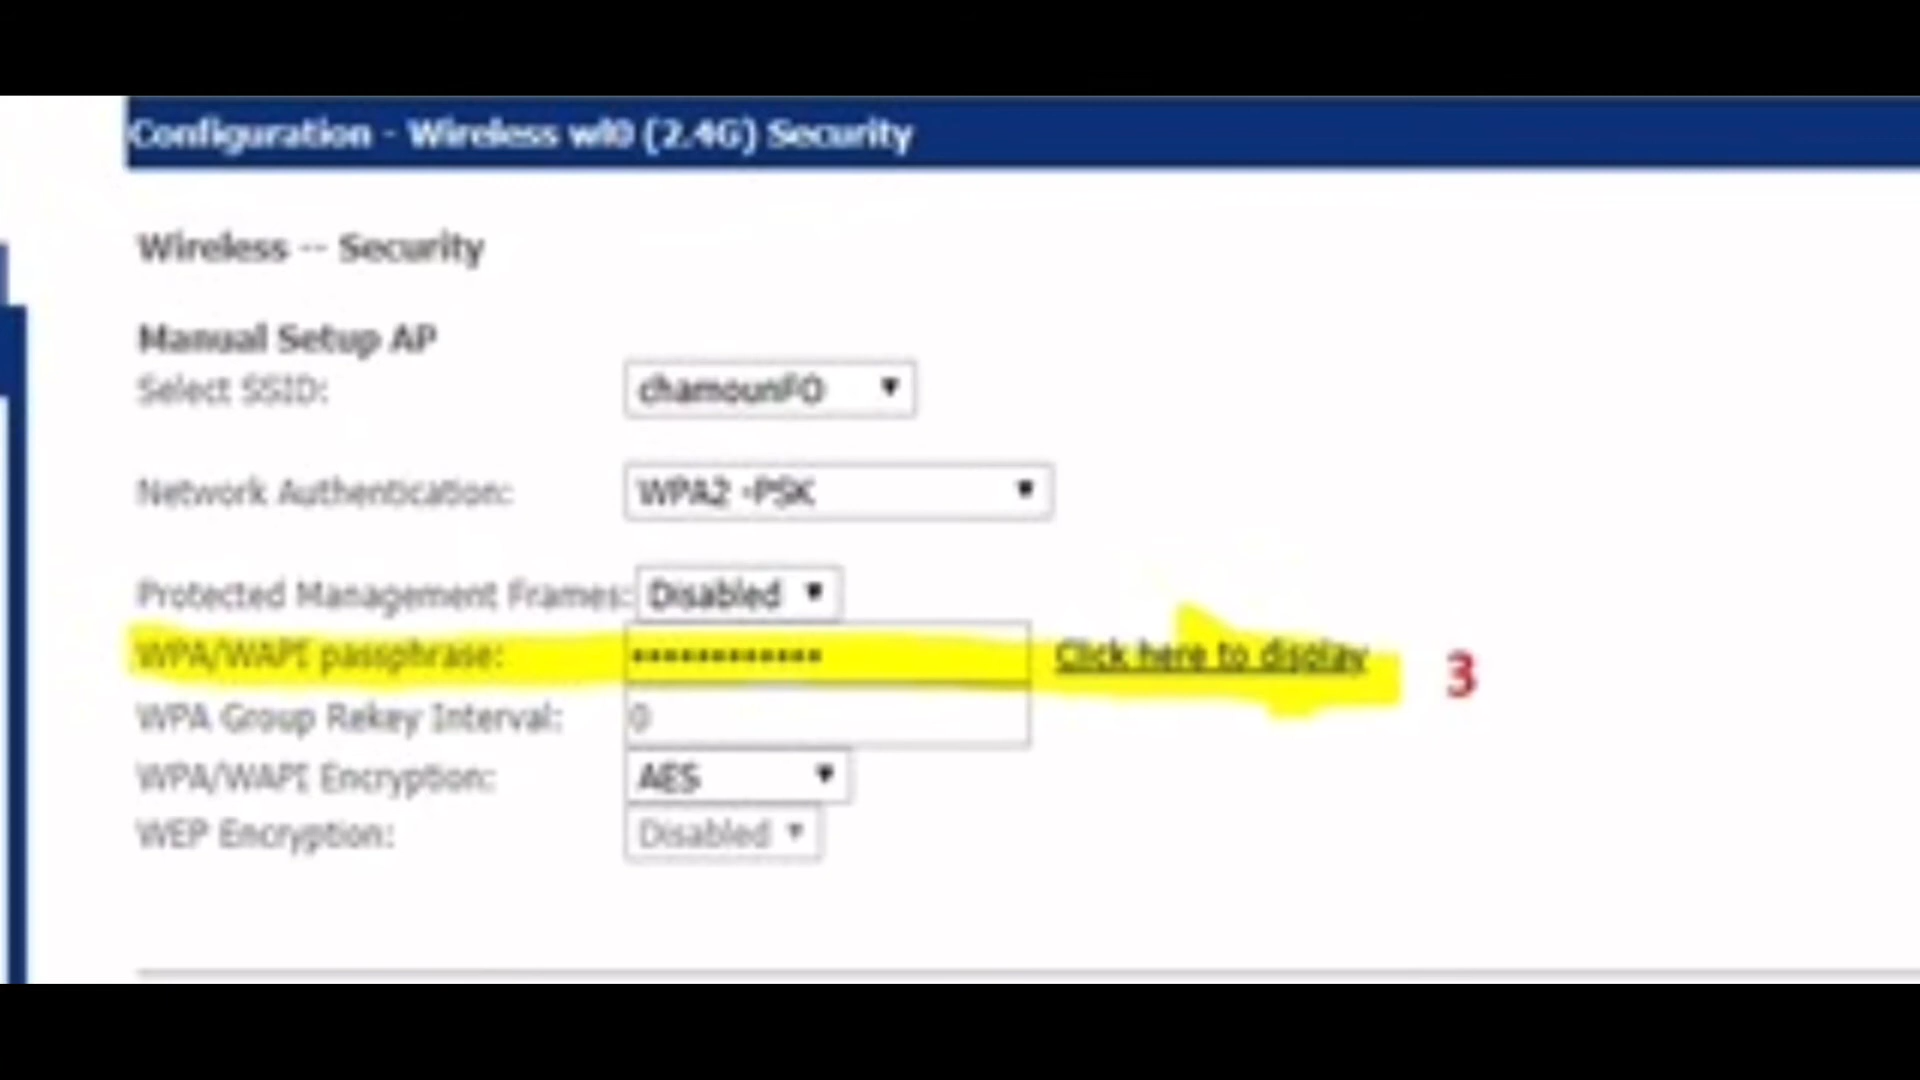 Configuration - Wireless wl0 (2.4G) Security
Wireless -- Security
Manual Setup AP
Select SSID: chamounFO
Network Authentication: WPA2 -PSK
Protected Management Frames: Disabled
WPA/WAPI passphrase: •••••••••••• Click here to display 3
WPA Group Rekey Interval: 0
WPA/WAPI Encryption: AES
WEP Encryption: Disabled